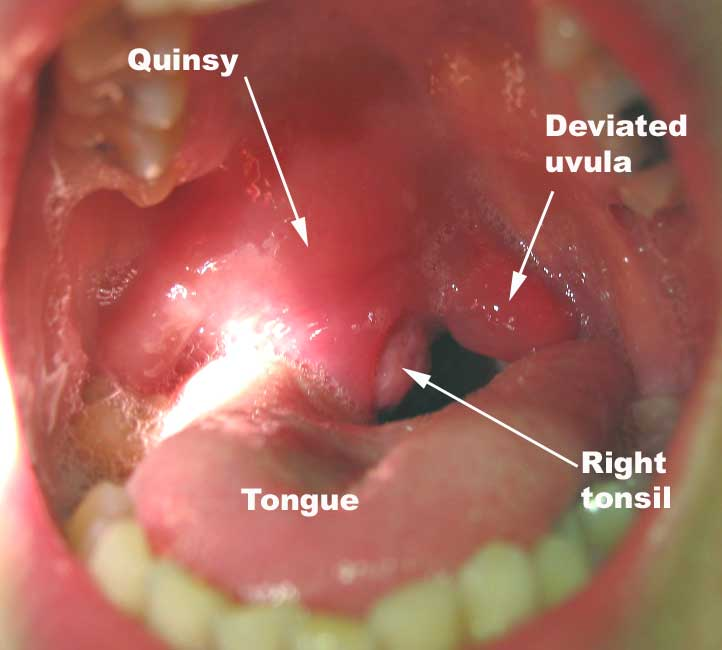 Quinsy
Deviated
uvula
Right
tonsil
Tongue